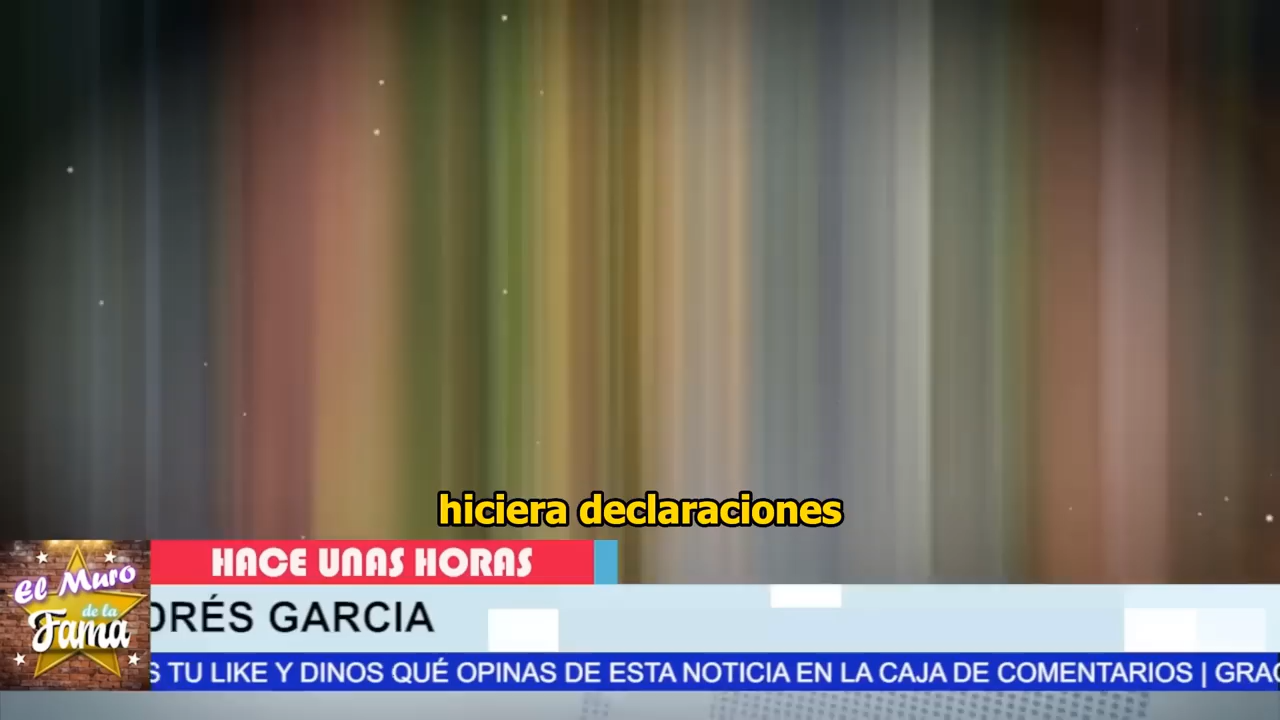 hiciera declaraciones
HACE UNAS HORAS
El Muro
de la
Fama
DRÉS GARCIA
S TU LIKE Y DINOS QUÉ OPINAS DE ESTA NOTICIA EN LA CAJA DE COMENTARIOS | GRAC